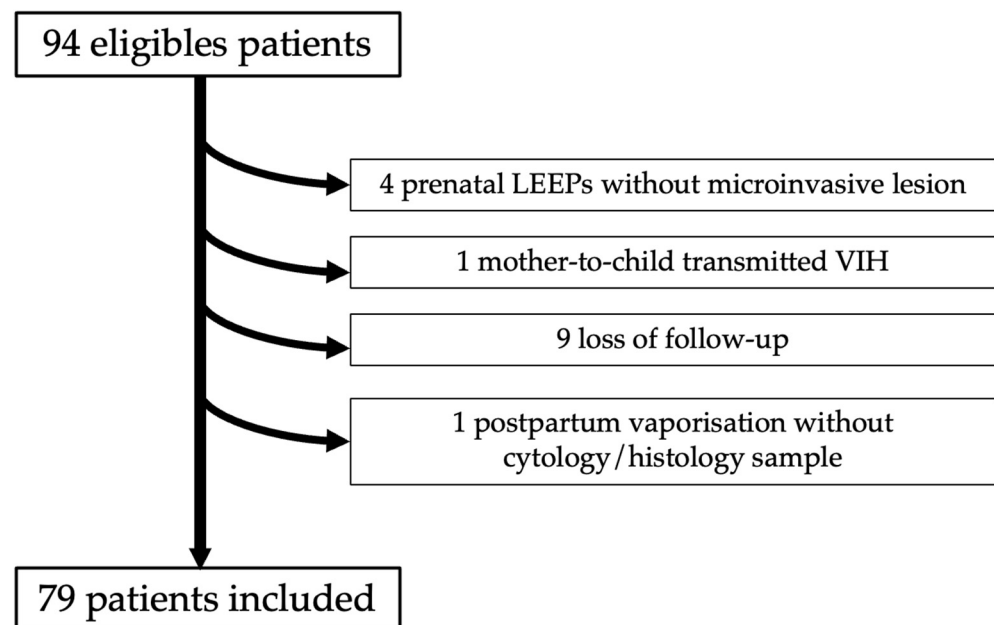 94 eligibles patients
4 prenatal LEEPs without microinvasive lesion
1 mother-to-child transmitted VIH
9 loss of follow-up
1 postpartum vaporisation without
cytology/histology sample
79 patients included